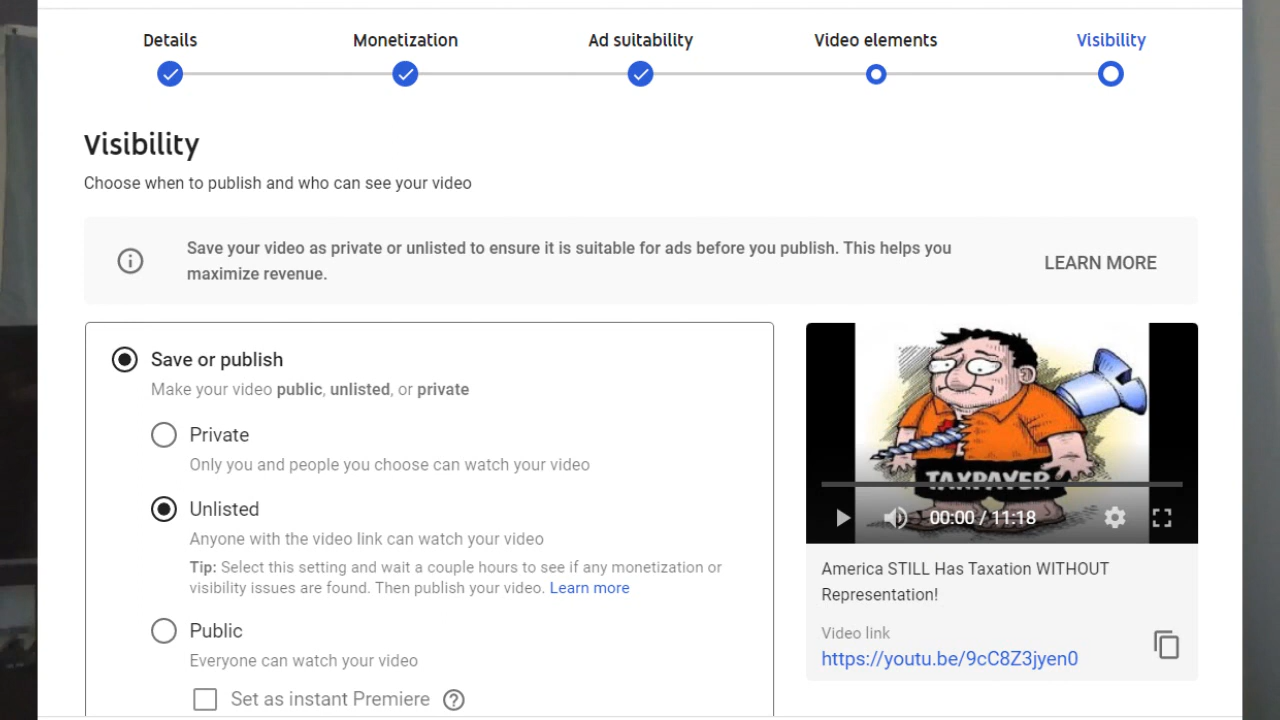 Details
Monetization
Ad suitability
Video elements
Visibility
Visibility
Choose when to publish and who can see your video
Save your video as private or unlisted to ensure it is suitable for ads before you publish. This helps you
maximize revenue.
LEARN MORE
Save or publish
Make your video public, unlisted, or private
Private
Only you and people you choose can watch your video
Unlisted
Anyone with the video link can watch your video
Tip: Select this setting and wait a couple hours to see if any monetization or
visibility issues are found. Then publish your video. Learn more
Public
Everyone can watch your video
Set as instant Premiere
TAXPAYER
00:00 / 11:18
America STILL Has Taxation WITHOUT
Representation!
Video link
https://youtu.be/9cC8Z3jyen0